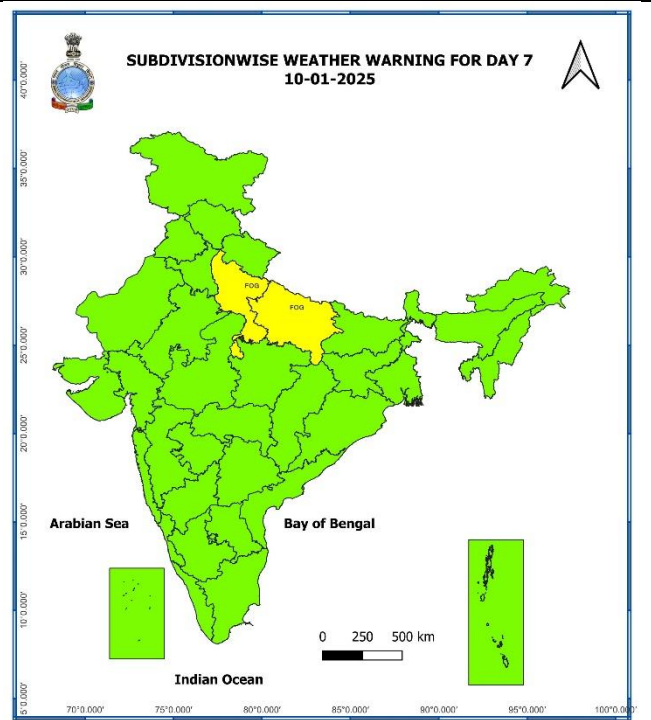 SUBDIVISIONWISE WEATHER WARNING FOR DAY 7
10-01-2025
40°0.000'
35°0.000'
30°0.000'
25°0.000'
20°0.000'
15°0.000'
10°0.000'
5°0.000'
FOG
FOG
Arabian Sea
Bay of Bengal
0 250 500 km
Indian Ocean
70°0.000' 75°0.000' 80°0.000' 85°0.000' 90°0.000' 95°0.000' 100°0.000'